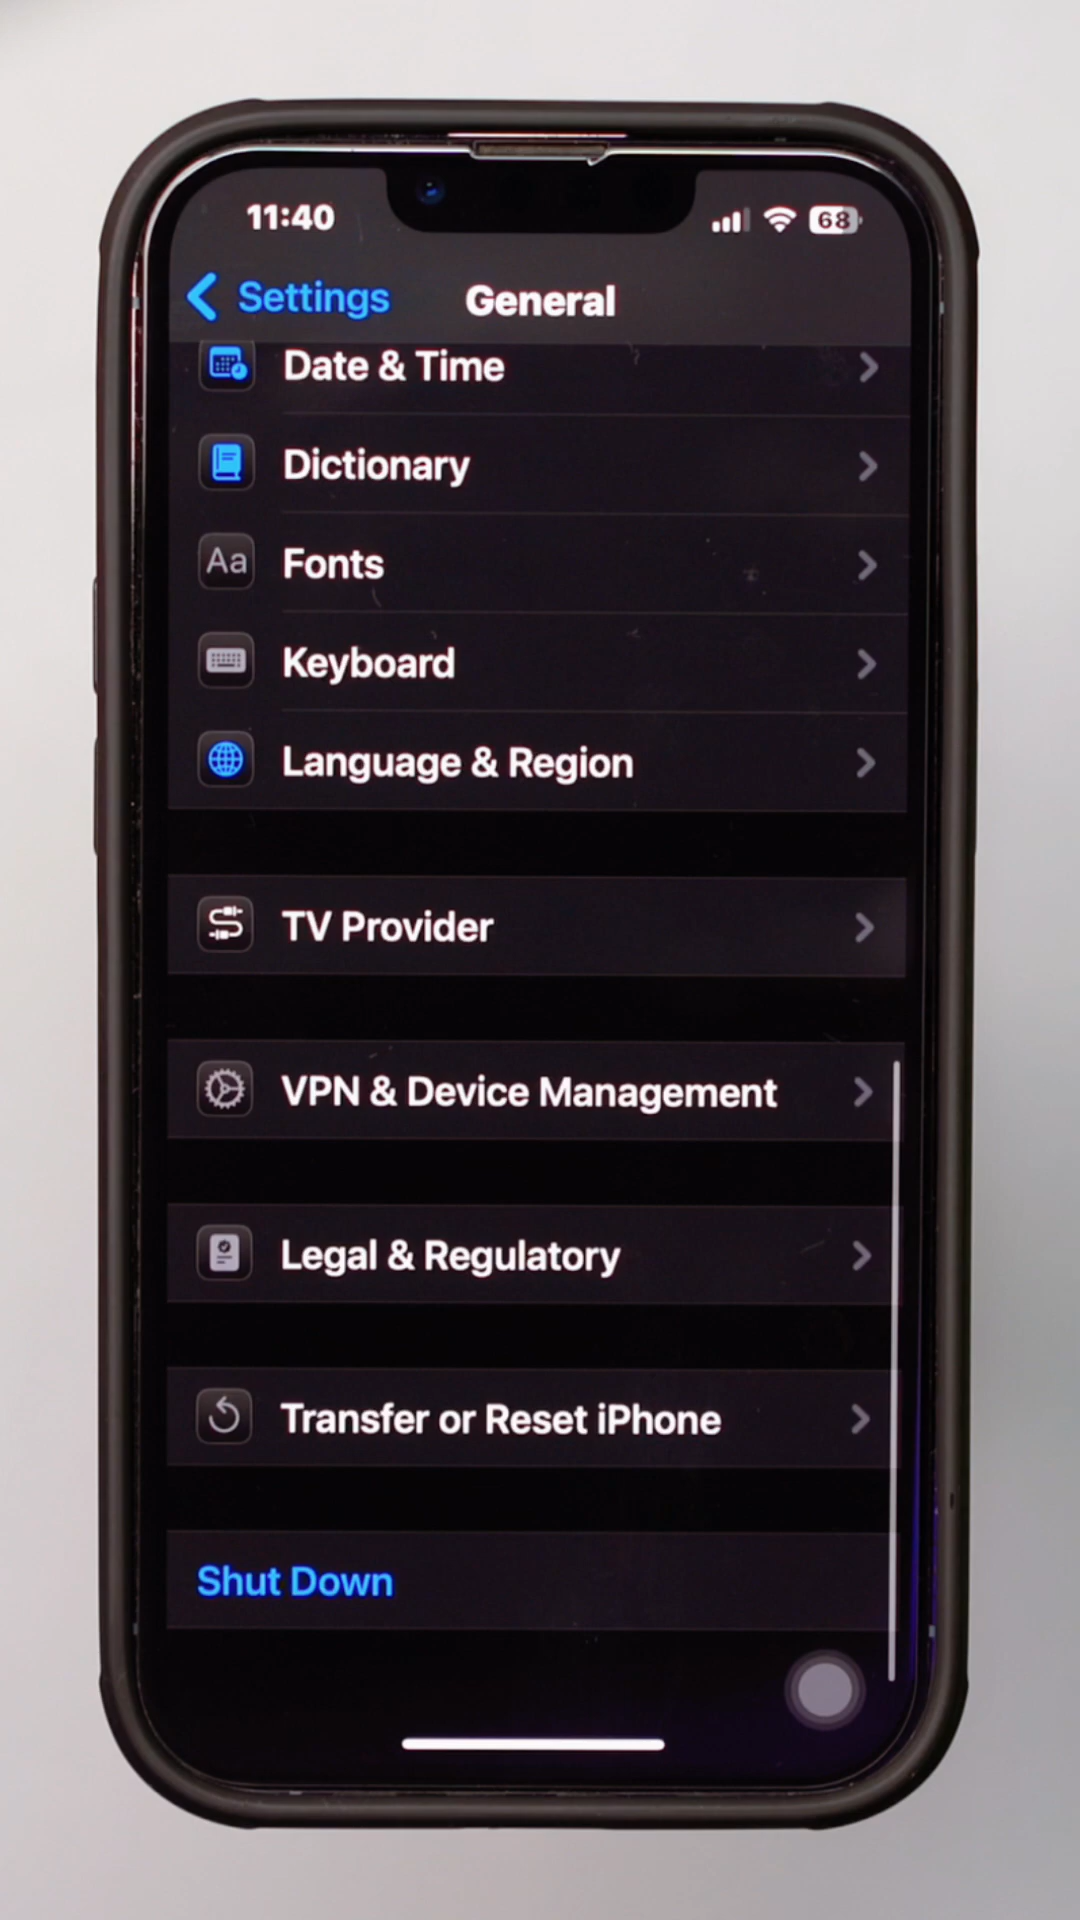 11:40
68
Settings
General
Date & Time
Dictionary
Aa
Fonts
Keyboard
Language & Region
TV Provider
VPN & Device Management
Legal & Regulatory
Transfer or Reset iPhone
Shut Down